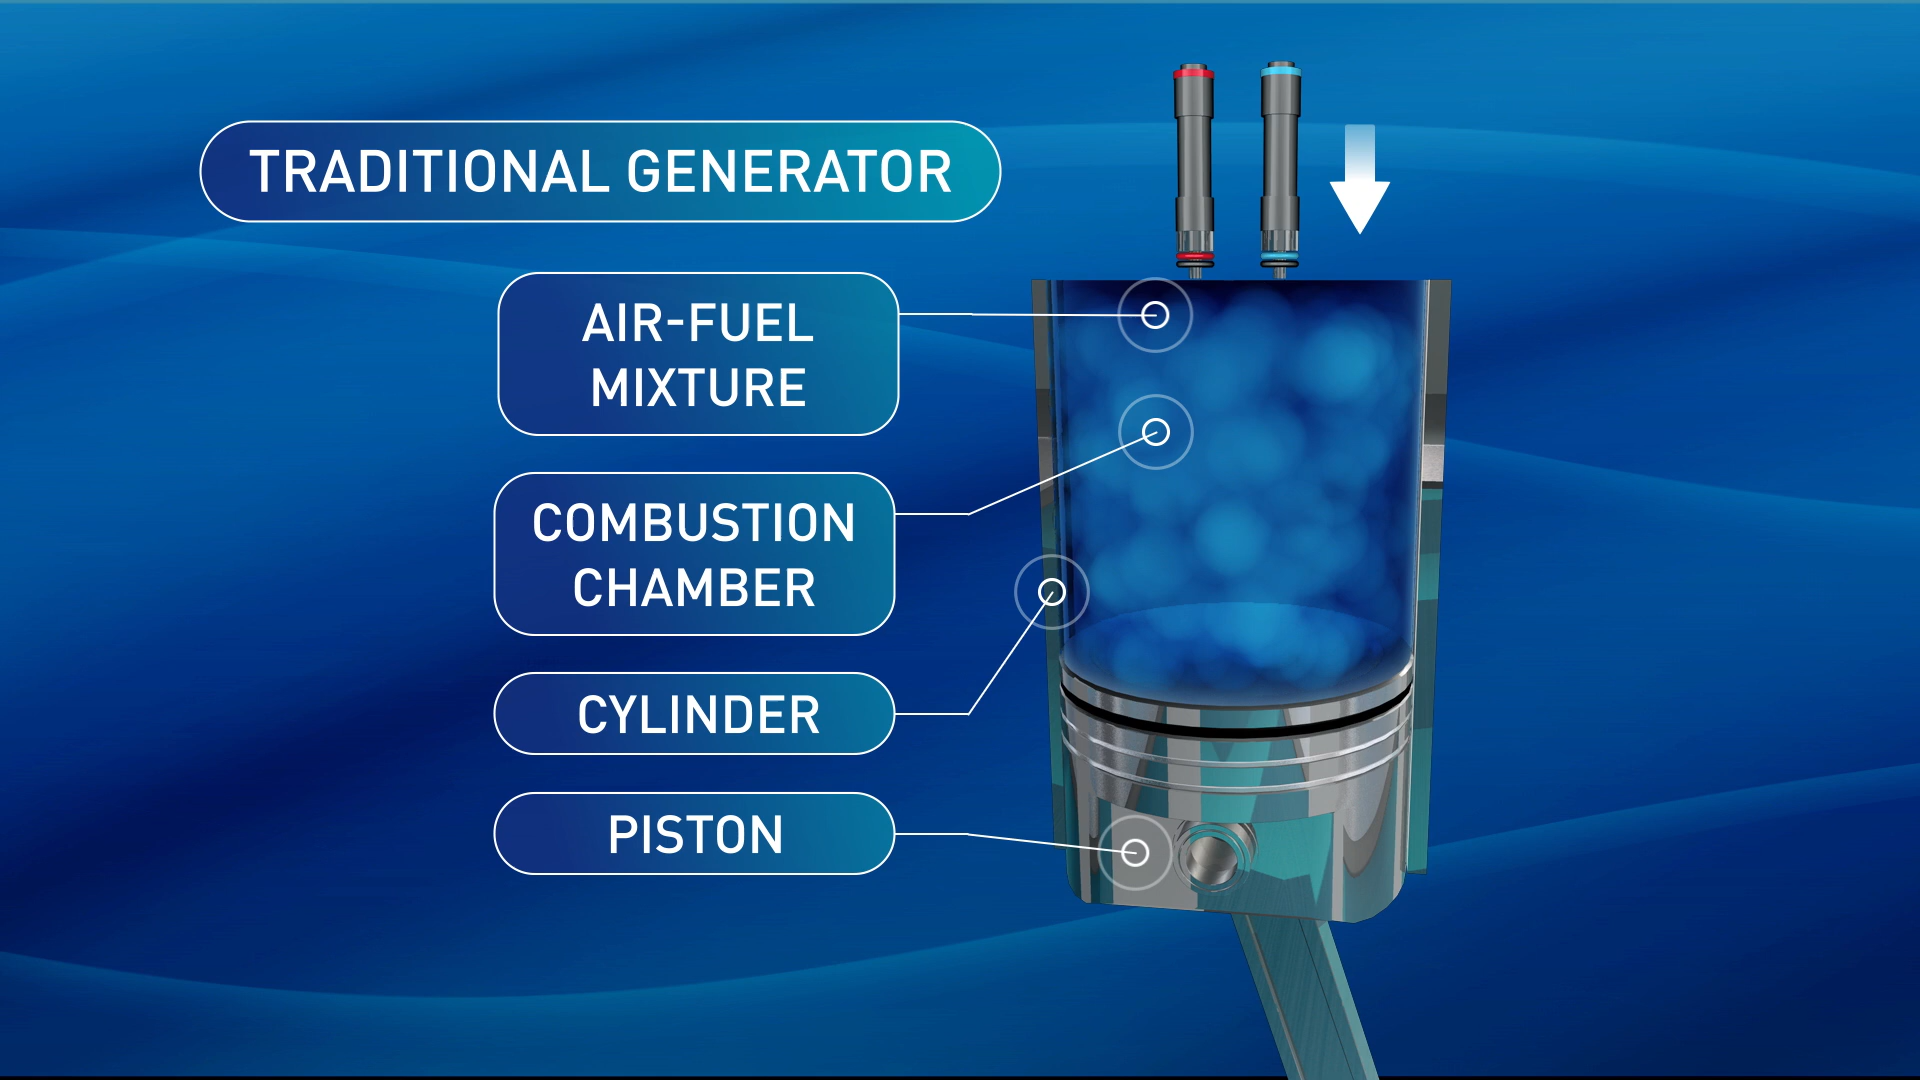 TRADITIONAL GENERATOR
AIR-FUEL
MIXTURE
COMBUSTION
CHAMBER
CYLINDER
PISTON